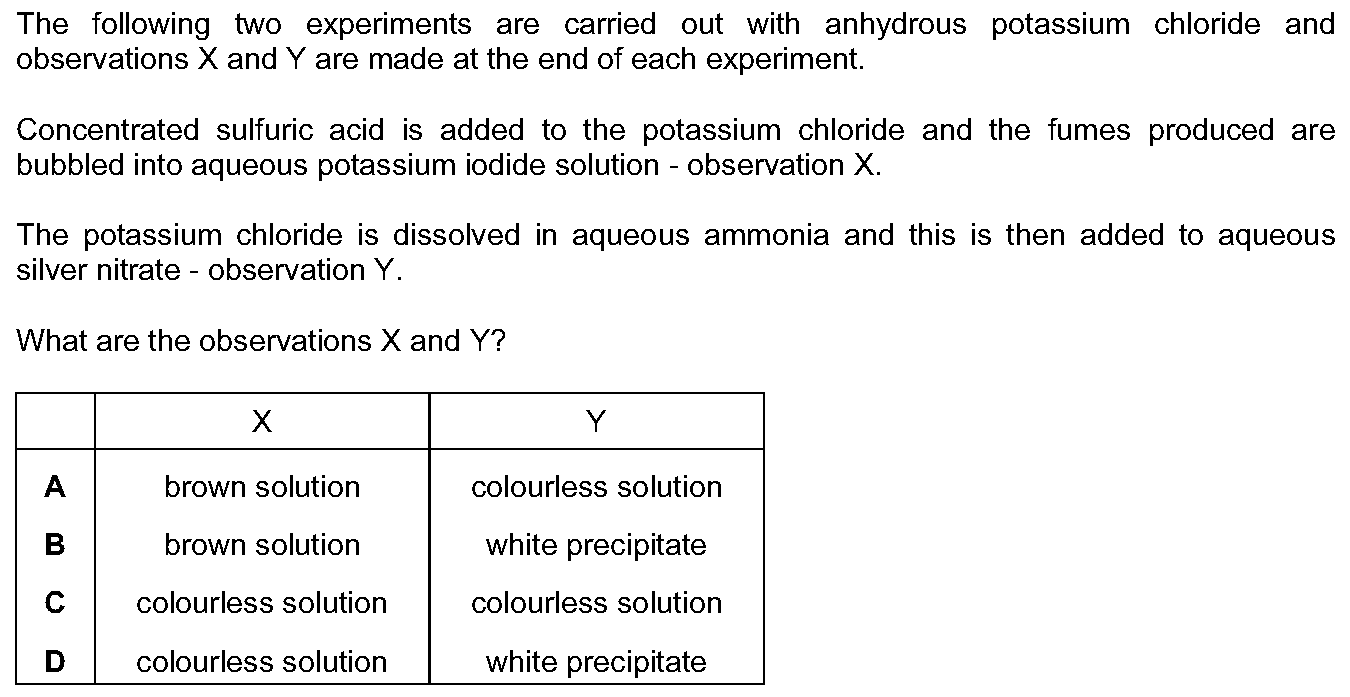 The following two experiments are carried out with anhydrous potassium chloride and
observations X and Y are made at the end of each experiment.
Concentrated sulfuric acid is added to the potassium chloride and the fumes produced are
bubbled into aqueous potassium iodide solution - observation X.
The potassium chloride is dissolved in aqueous ammonia and this is then added to aqueous
silver nitrate - observation Y.
What are the observations X and Y?
X Y
A brown solution colourless solution
B brown solution white precipitate
C colourless solution colourless solution
D colourless solution white precipitate